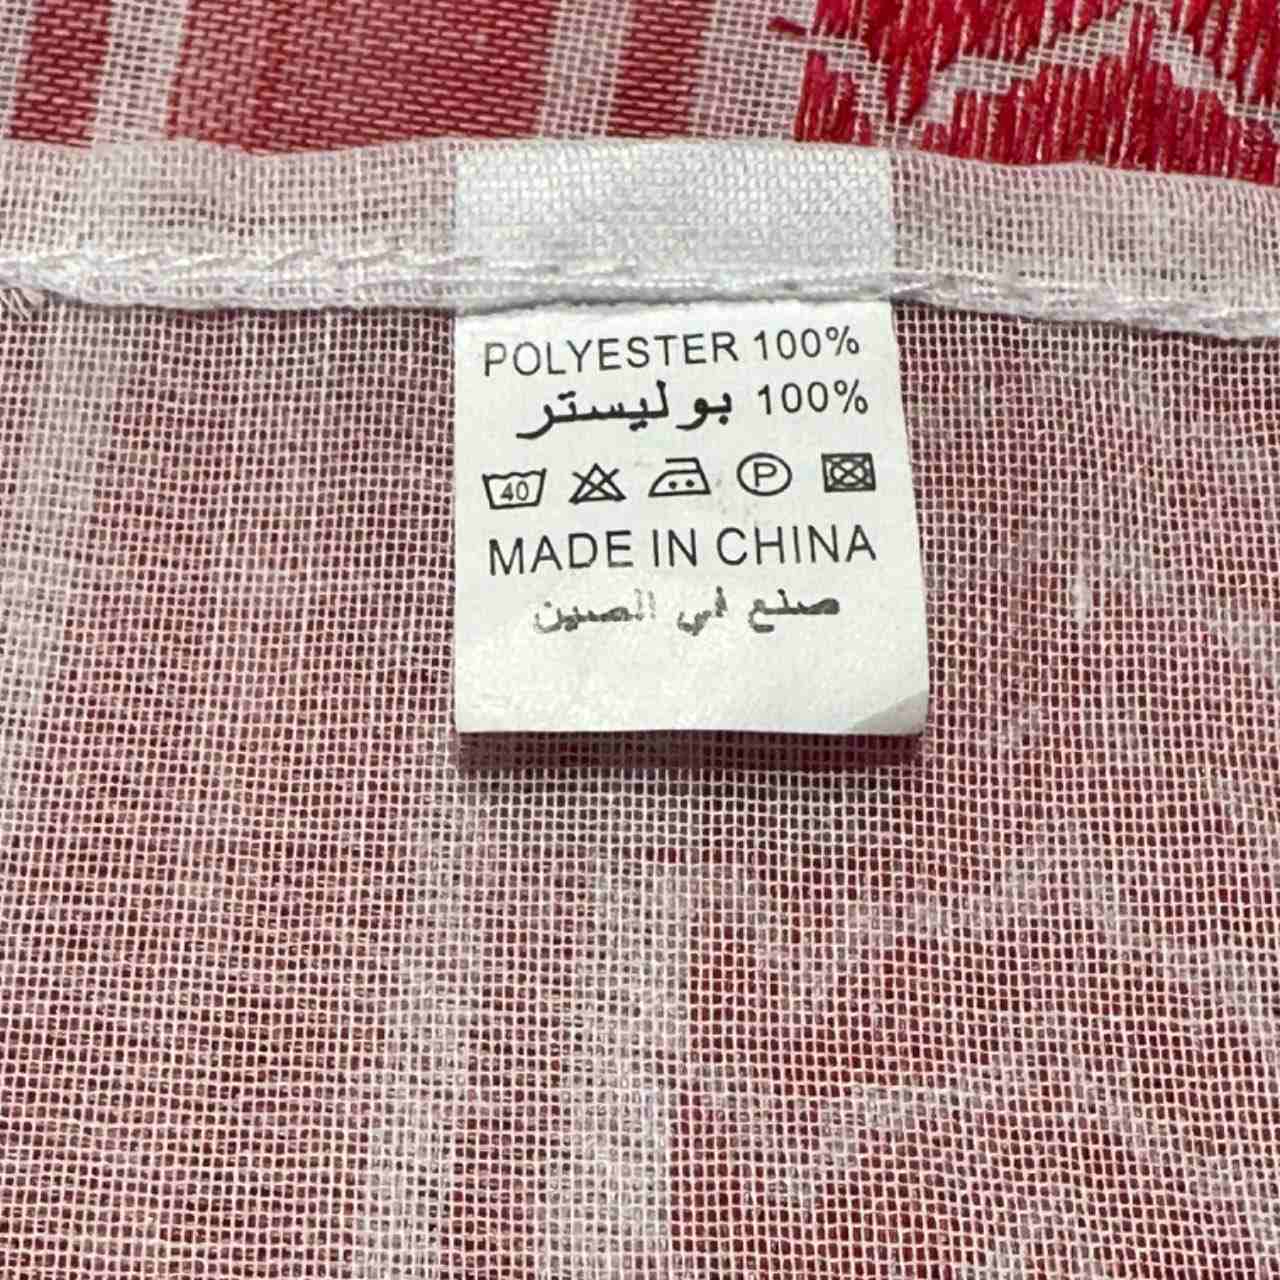 POLYESTER 100%
بوليستر 100%
40 P
MADE IN CHINA
صنع في الصين